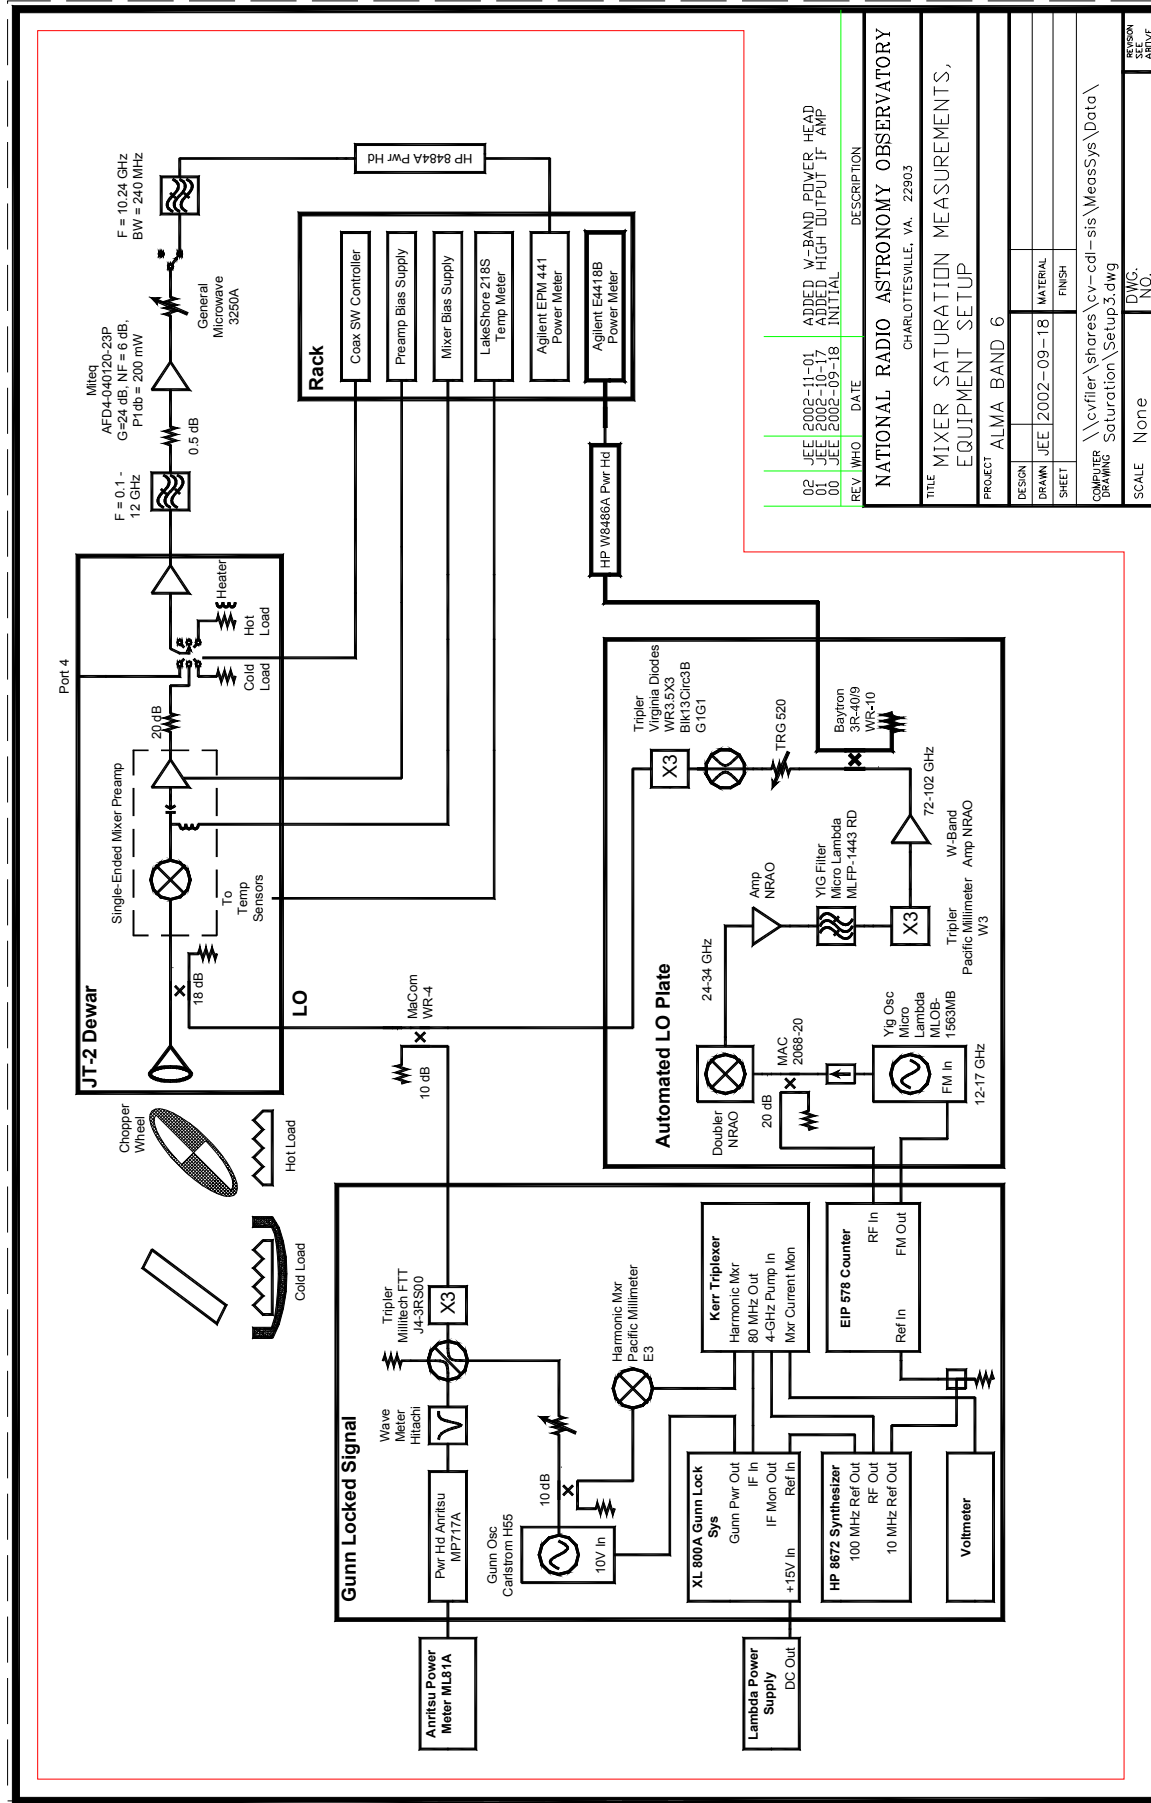 JT-2 Dewar
Port 4
Single-Ended Mixer Preamp
20 dB
18 dB
To
Temp
Sensors
Cold
Load
Hot
Load
Heater
LO
F = 0.1 -
12 GHz
0.5 dB
Miteq
AFD4-040120-23P
G=24 dB, NF = 6 dB,
P1db = 200 mW
General
Microwave
3250A
F = 10.24 GHz
BW = 240 MHz
HP 8484A Pwr Hd
Chopper
Wheel
Hot Load
Cold Load
MaCom
WR-4
10 dB
Rack
Coax SW Controller
Preamp Bias Supply
Mixer Bias Supply
LakeShore 218S
Temp Meter
Agilent EPM 441
Power Meter
Agilent E4418B
Power Meter
HP W8486A Pwr Hd
Gunn Locked Signal
Anritsu Power
Meter ML81A
Pwr Hd Anritsu
MP717A
Wave
Meter
Hitachi
Tripler
Millitech FTT
J4-3RS00
X3
Gunn Osc
Carlstrom H55
10V In
10 dB
Harmonic Mxr
Pacific Millimeter
E3
Lambda Power
Supply
DC Out
XL 800A Gunn Lock
Sys
Gunn Pwr Out
IF In
IF Mon Out
+15V In
Ref In
HP 8672 Synthesizer
100 MHz Ref Out
RF Out
10 MHz Ref Out
Voltmeter
Kerr Triplexer
Harmonic Mxr
80 MHz Out
4-GHz Pump In
Mxr Current Mon
EIP 578 Counter
RF In
Ref In
FM Out
Automated LO Plate
Doubler
NRAO
24-34 GHz
20 dB
MAC
2068-20
Yig Osc
Micro
Lambda
MLOB-
1563MB
FM In
12-17 GHz
Amp
NRAO
YIG Filter
Micro Lambda
MLFP-1443 RD
X3
Tripler
Pacific Millimeter
W3
W-Band
Amp NRAO
72-102 GHz
Tripler
Virginia Diodes
WR3.5X3
Blk13Circ3B
G1G1
X3
TRG 520
Baytron
3R-40/9
WR-10
02 JEE 2002-11-01 ADDED W-BAND POWER HEAD
01 JEE 2002-10-17 ADDED HIGH OUTPUT IF AMP
00 JEE 2002-09-18 INITIAL
REV WHO DATE DESCRIPTION
NATIONAL RADIO ASTRONOMY OBSERVATORY
CHARLOTTESVILLE, VA. 22903
TITLE MIXER SATURATION MEASUREMENTS,
EQUIPMENT SETUP
PROJECT ALMA BAND 6
DESIGN
DRAWN JEE 2002-09-18 MATERIAL
SHEET FINISH
COMPUTER DRAWING \\cvfiler\shares\cv-cdl-sis\MeasSys\Data\
Saturation\Setup3.dwg
SCALE None
DWG.
NO.
REVISION
SEE
ABOVE